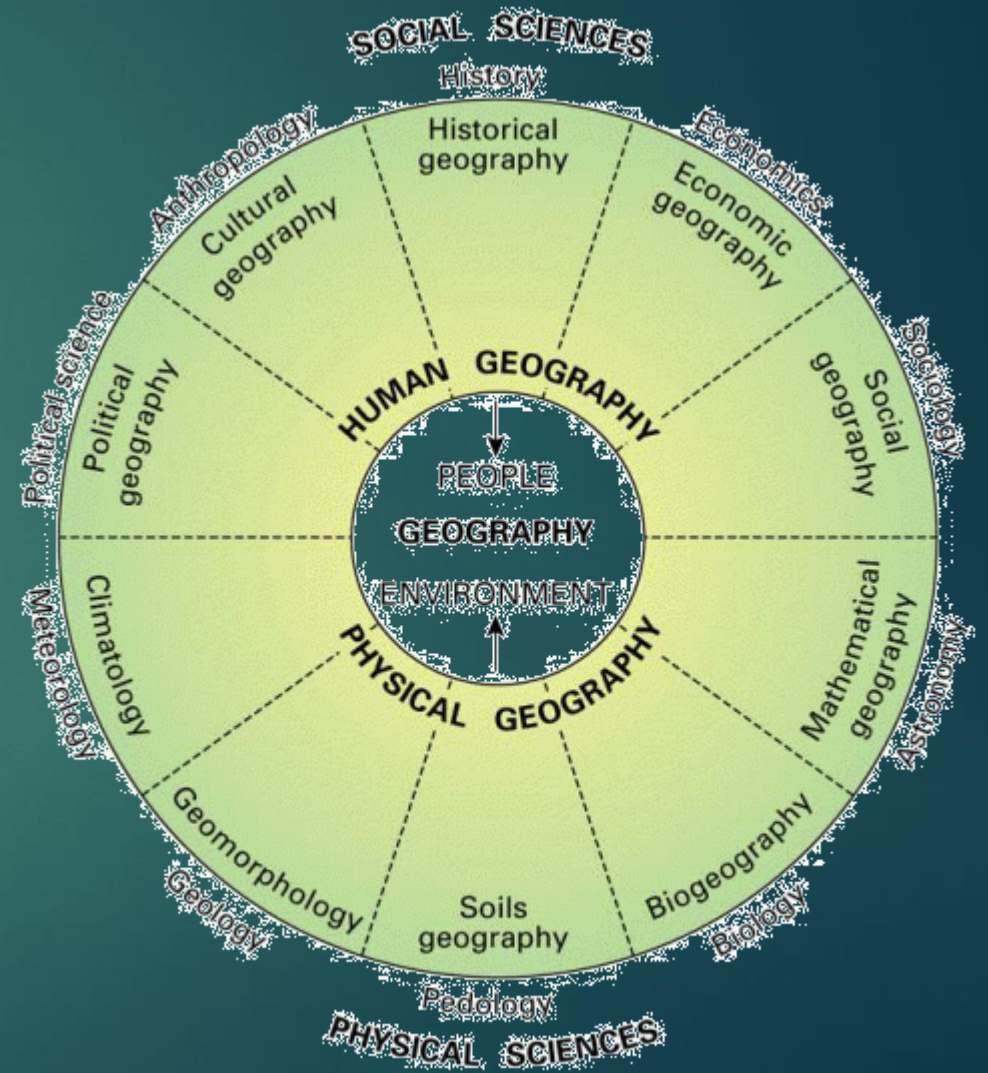 SOCIAL SCIENCES
History
Anthropology
Economics
Historical
geography
Cultural
geography
Economic
geography
Political science
Political
geography
Social
geography
Sociology
HUMAN GEOGRAPHY
PEOPLE
GEOGRAPHY
ENVIRONMENT
PHYSICAL GEOGRAPHY
Meteorology
Climatology
Mathematical
geography
Astronomy
Geomorphology
Geology
Soils
geography
Biogeography
Biology
Pedology
PHYSICAL SCIENCES